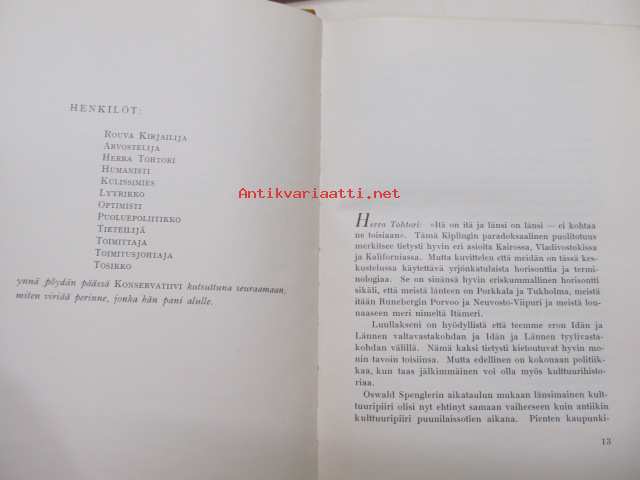 HENKILÖT:
ROUVA KIRJAILIJA
ARVOSTELIJA
HERRA TOHTORI
HUMANISTI
KULISSIMIES
LYYRIKKO
OPTIMISTI
PUOLUEPOLIITIKKO
TIETEILIJÄ
TOIMITTAJA
TOIMITUSJOHTAJA
TOSIKKO
ynnä pöydän päässä KONSERVATIIVI kutsuttuna seuraamaan,
miten viriää perinne, jonka hän pani alulle.
Antikvariaatti.net
Herra Tohtori: »Itä on itä ja länsi on länsi — ei kohtaa
ne toisiaan». Tämä Kiplingin paradoksaalinen puolitotuus
merkitsee tietysti hyvin eri asioita Kairossa, Vladivostokissa
ja Kaliforniassa. Mutta kuvittelen että meidän on tässä kes-
kustelussa käytettävä yrjönkatulaista horisonttia ja termi-
nologiaa. Se on sinänsä hyvin eriskummallinen horisontti
sikäli, että meistä länteen on Porkkala ja Tukholma, meistä
itään Runebergin Porvoo ja Neuvosto-Viipuri ja meistä lou-
naaseen meri nimeltä Itämeri.
Luullakseni on hyödyllistä että teemme eron Idän ja
Lännen valtavastakohdan ja Idän ja Lännen tyylivasta-
kohdan välillä. Nämä kaksi tietysti kietoutuvat hyvin mo-
nin tavoin toisiinsa. Mutta edellinen on kokonaan politiik-
kaa, kun taas jälkimmäinen voi olla myös kulttuurihisto-
riaa.
Oswald Spenglerin aikataulun mukaan länsimainen kult-
tuuripiiri olisi nyt ehtinyt samaan vaiheeseen kuin antiikin
kulttuuripiiri puunilaissotien aikana. Pienten kaupunki-
13